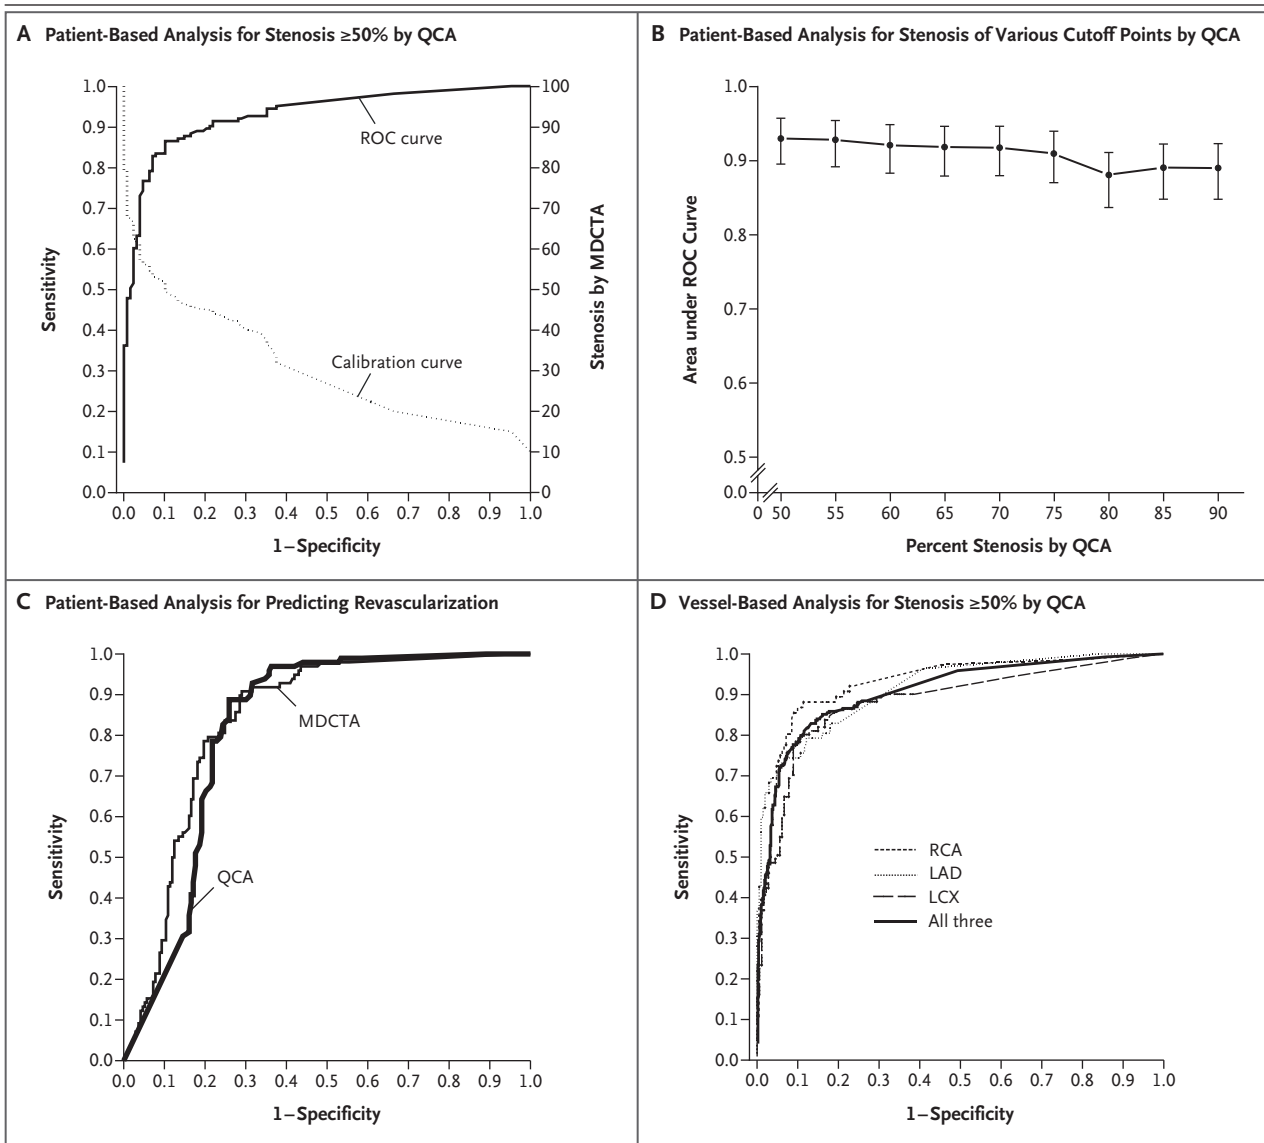 A Patient-Based Analysis for Stenosis ≥50% by QCA
1.0
0.9
0.8
0.7
0.6
0.5
0.4
0.3
0.2
0.1
0.0
Sensitivity
100
90
80
70
60
50
40
30
20
10
0
Stenosis by MDCTA
ROC curve
Calibration curve
0.0 0.1 0.2 0.3 0.4 0.5 0.6 0.7 0.8 0.9 1.0
1–Specificity
B Patient-Based Analysis for Stenosis of Various Cutoff Points by QCA
1.0
0.9
0.8
0.7
0.6
0.5
0.0
Area under ROC Curve
0 50 55 60 65 70 75 80 85 90
Percent Stenosis by QCA
C Patient-Based Analysis for Predicting Revascularization
1.0
0.9
0.8
0.7
0.6
0.5
0.4
0.3
0.2
0.1
0.0
Sensitivity
MDCTA
QCA
0.0 0.1 0.2 0.3 0.4 0.5 0.6 0.7 0.8 0.9 1.0
1–Specificity
D Vessel-Based Analysis for Stenosis ≥50% by QCA
1.0
0.9
0.8
0.7
0.6
0.5
0.4
0.3
0.2
0.1
0.0
Sensitivity
RCA
LAD
LCX
All three
0.0 0.1 0.2 0.3 0.4 0.5 0.6 0.7 0.8 0.9 1.0
1–Specificity